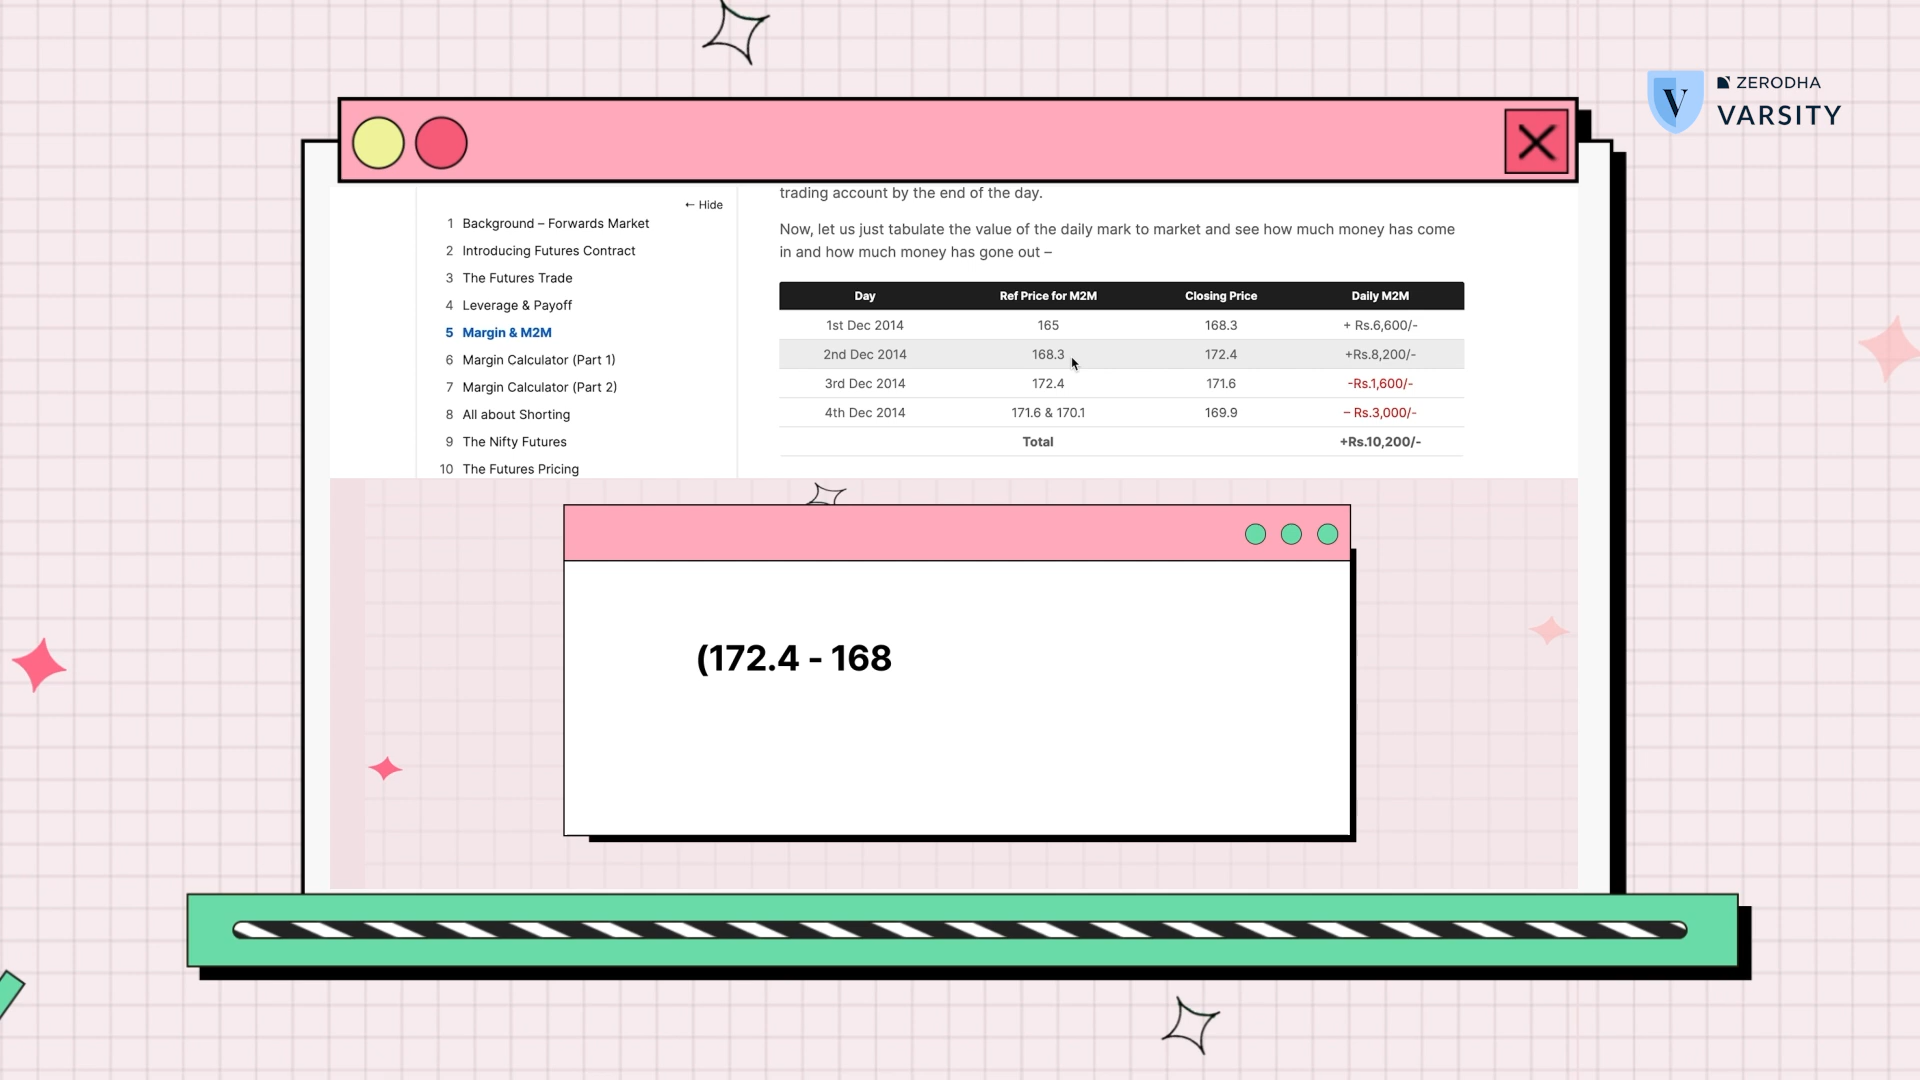 ZERODHA
VARSITY
← Hide
1 Background – Forwards Market
2 Introducing Futures Contract
3 The Futures Trade
4 Leverage & Payoff
5 Margin & M2M
6 Margin Calculator (Part 1)
7 Margin Calculator (Part 2)
8 All about Shorting
9 The Nifty Futures
10 The Futures Pricing
trading account by the end of the day.
Now, let us just tabulate the value of the daily mark to market and see how much money has come
in and how much money has gone out –
Day Ref Price for M2M Closing Price Daily M2M
1st Dec 2014 165 168.3 + Rs.6,600/-
2nd Dec 2014 168.3 172.4 +Rs.8,200/-
3rd Dec 2014 172.4 171.6 -Rs.1,600/-
4th Dec 2014 171.6 & 170.1 169.9 – Rs.3,000/-
Total +Rs.10,200/-
(172.4 - 168